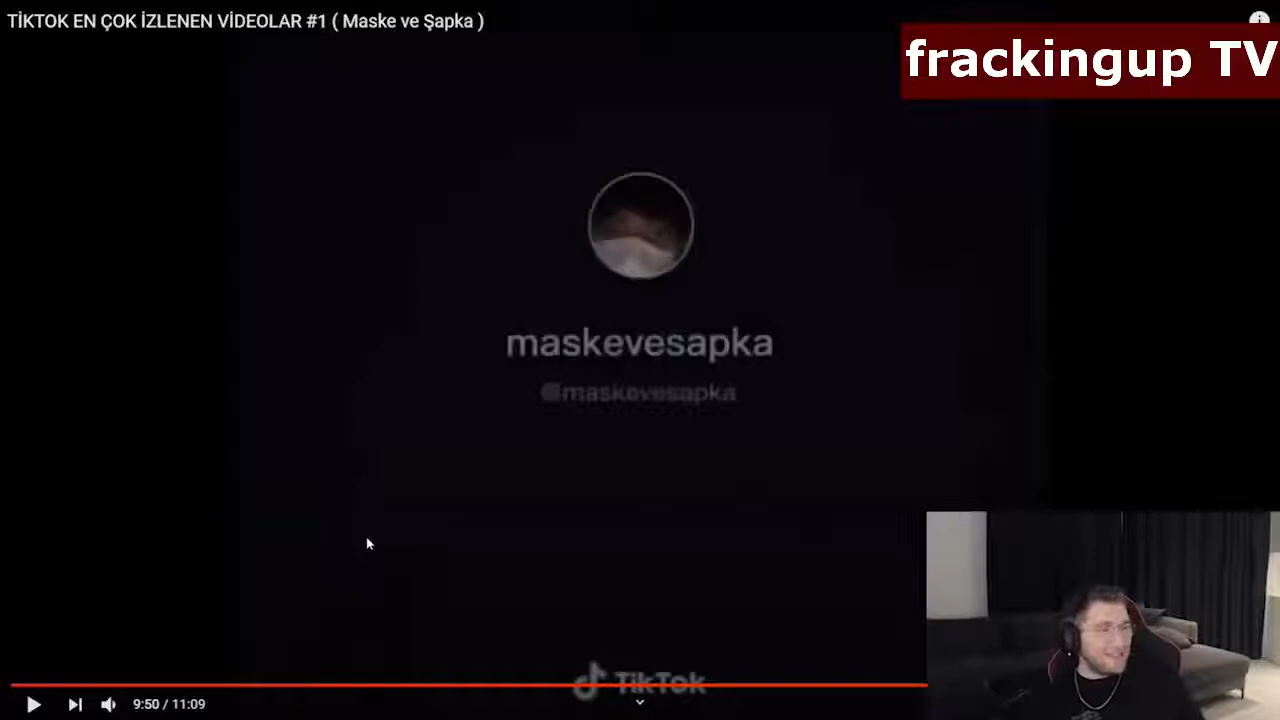 TİKTOK EN ÇOK İZLENEN VİDEOLAR #1 ( Maske ve Şapka )
frackingup TV
maskevesapka
@maskevesapka
TikTok
9:50 / 11:09